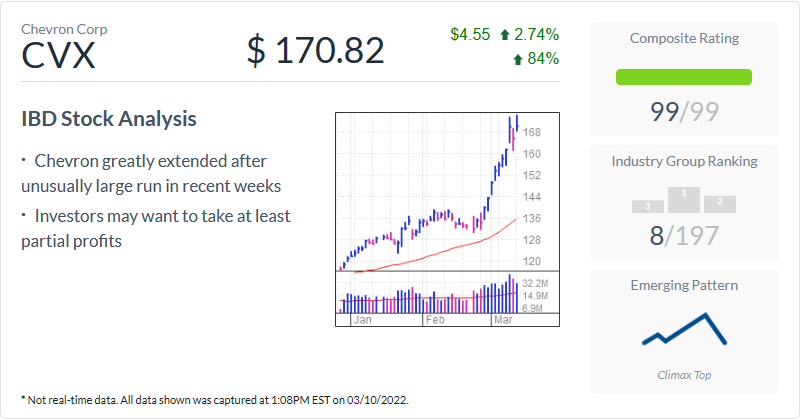 Chevron Corp
CVX
$ 170.82
$4.55 2.74%
84%
IBD Stock Analysis
· Chevron greatly extended after
unusually large run in recent weeks
· Investors may want to take at least
partial profits
168
160
152
144
136
128
120
32.2M
14.9M
6.9M
Jan Feb Mar
Composite Rating
99/99
Industry Group Ranking
3 1 2
8/197
Emerging Pattern
Climax Top
* Not real-time data. All data shown was captured at 1:08PM EST on 03/10/2022.